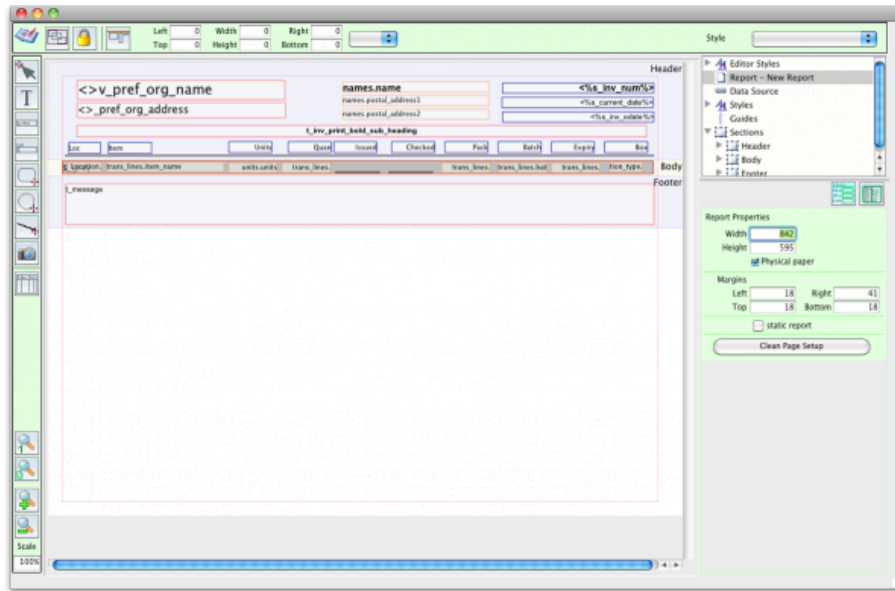 Left 0 Width 0 Right 0
Top 0 Height 0 Bottom 0
Style
Header
<>v_pref_org_name
<>_pref_org_address
names.name
names.postal_address1
names.postal_address2
<%s_inv_num%>
<%s_current_date%>
t_inv_print_bold_sub_heading
Loc Item Units Quan Issued Checked Pack Batch Expiry Box
trans_lines.item_name units.units trans_lines. trans_lines. trans_lines.bat trans_lines. tion_type. Body
Footer
t_message
Editor Styles
Report - New Report
Data Source
Styles
Guides
Sections
Header
Body
Footer
Report Properties
Width 842
Height 595
Physical paper
Margins
Left 18 Right 41
Top 18 Bottom 18
static report
Clean Page Setup
Scale
100%